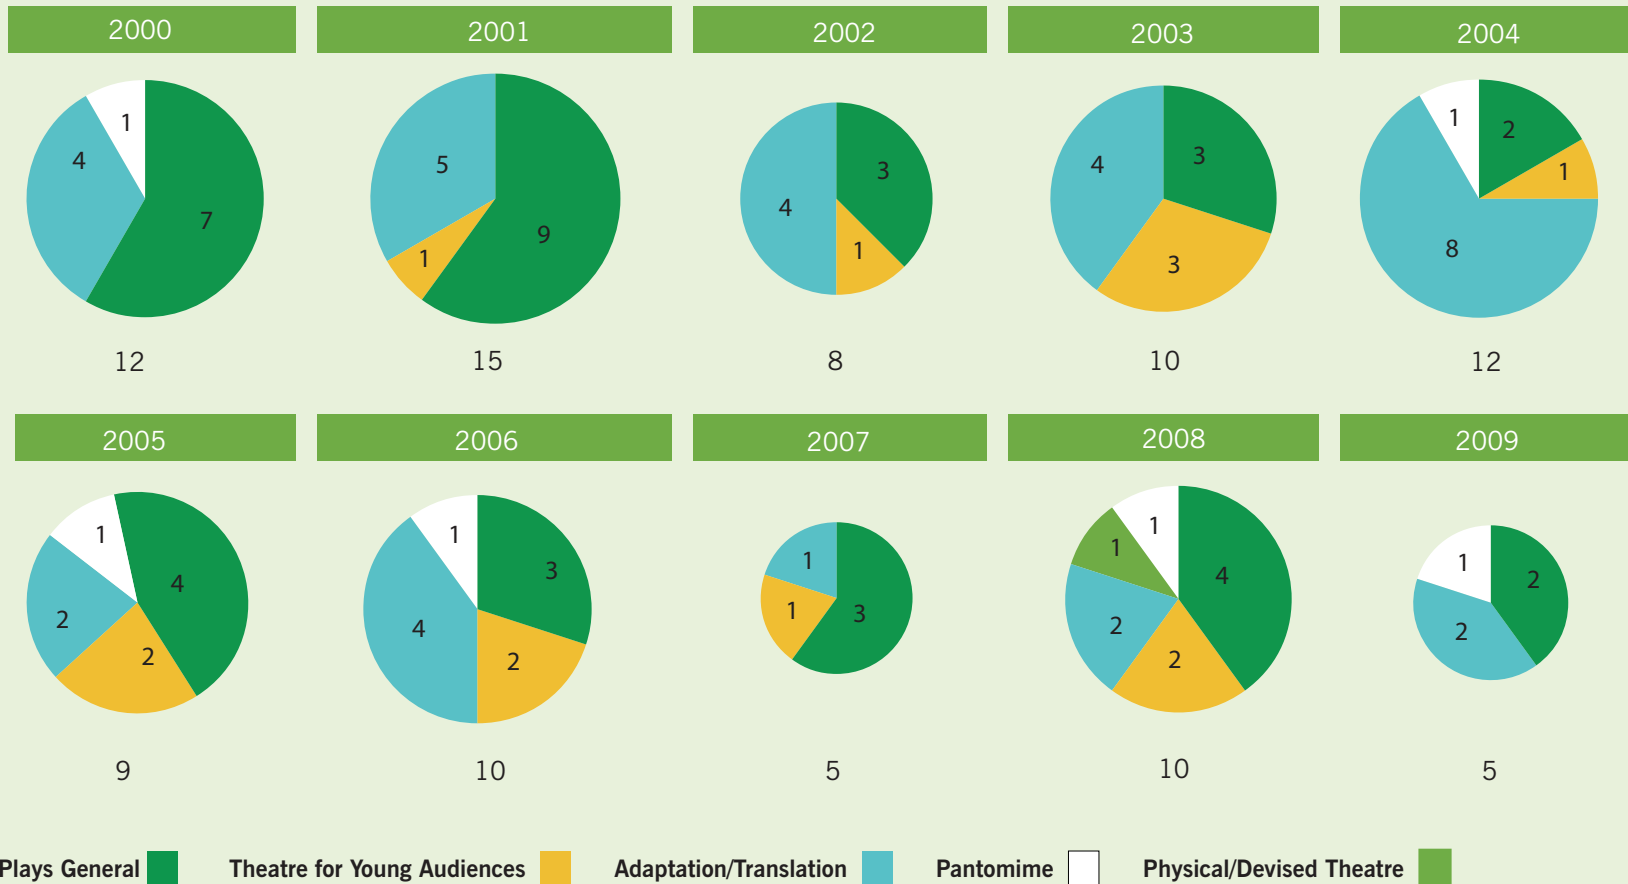 2000 2001 2002 2003 2004
1 4 7
5 9 1
3 4 1
4 3 3
1 2 1 8
12 15 8 10 12
2005 2006 2007 2008 2009
1 4 2 2
1 3 4 2
1 1 3
1 1 4 2 2
1 2 2
9 10 5 10 5
Plays General Theatre for Young Audiences Adaptation/Translation Pantomime Physical/Devised Theatre